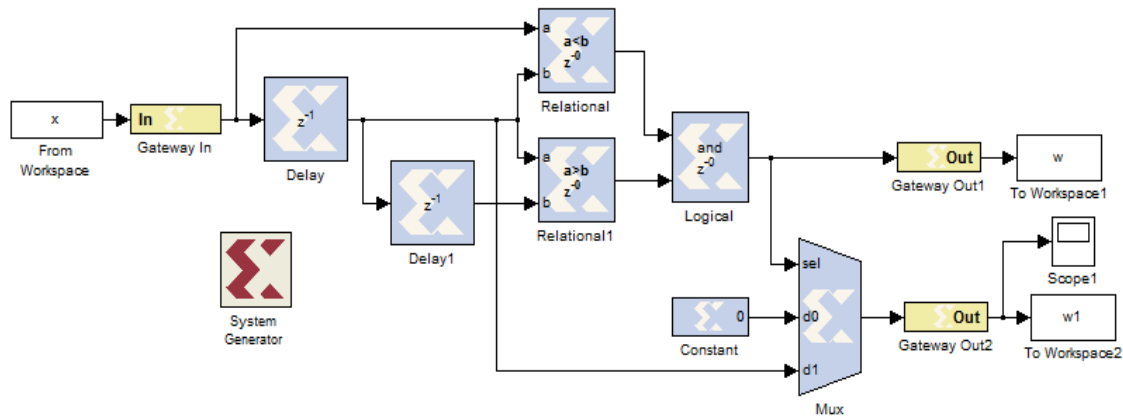 x
From
Workspace
In
Gateway In
z-1
Delay
z-1
Delay1
System
Generator
a
b
a<b
z-0
Relational
a
b
a>b
z-0
Relational1
and
z-0
Logical
0
Constant
sel
d0
d1
Mux
Out
Gateway Out1
w
To Workspace1
Scope1
Out
Gateway Out2
w1
To Workspace2